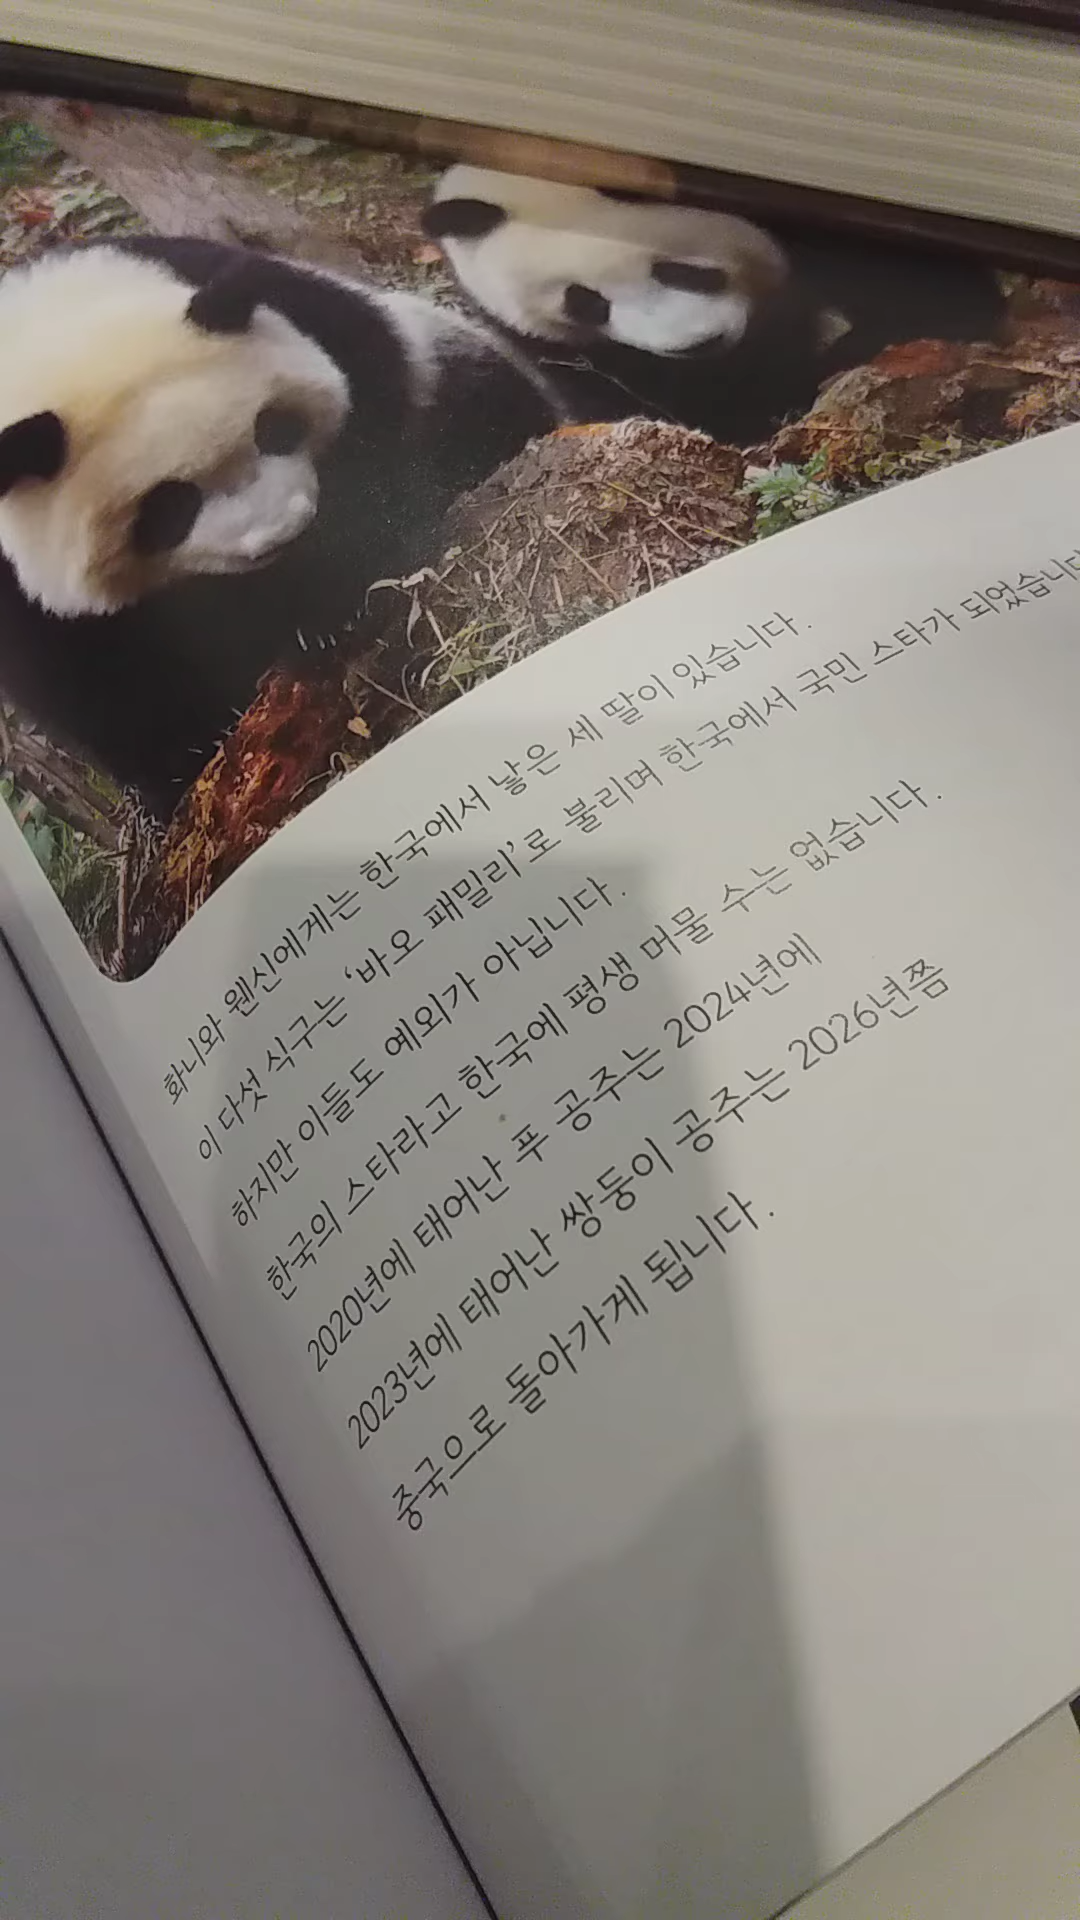 화니와 웬신에게는 한국에서 낳은 세 딸이 있습니다.
이 다섯 식구는 ‘바오 패밀리’로 불리며 한국에서 국민 스타가 되었습니다
하지만 이들도 예외가 아닙니다.
한국의 스타라고 한국에 평생 머물 수는 없습니다.
2020년에 태어난 푸 공주는 2024년에
2023년에 태어난 쌍둥이 공주는 2026년쯤
중국으로 돌아가게 됩니다.